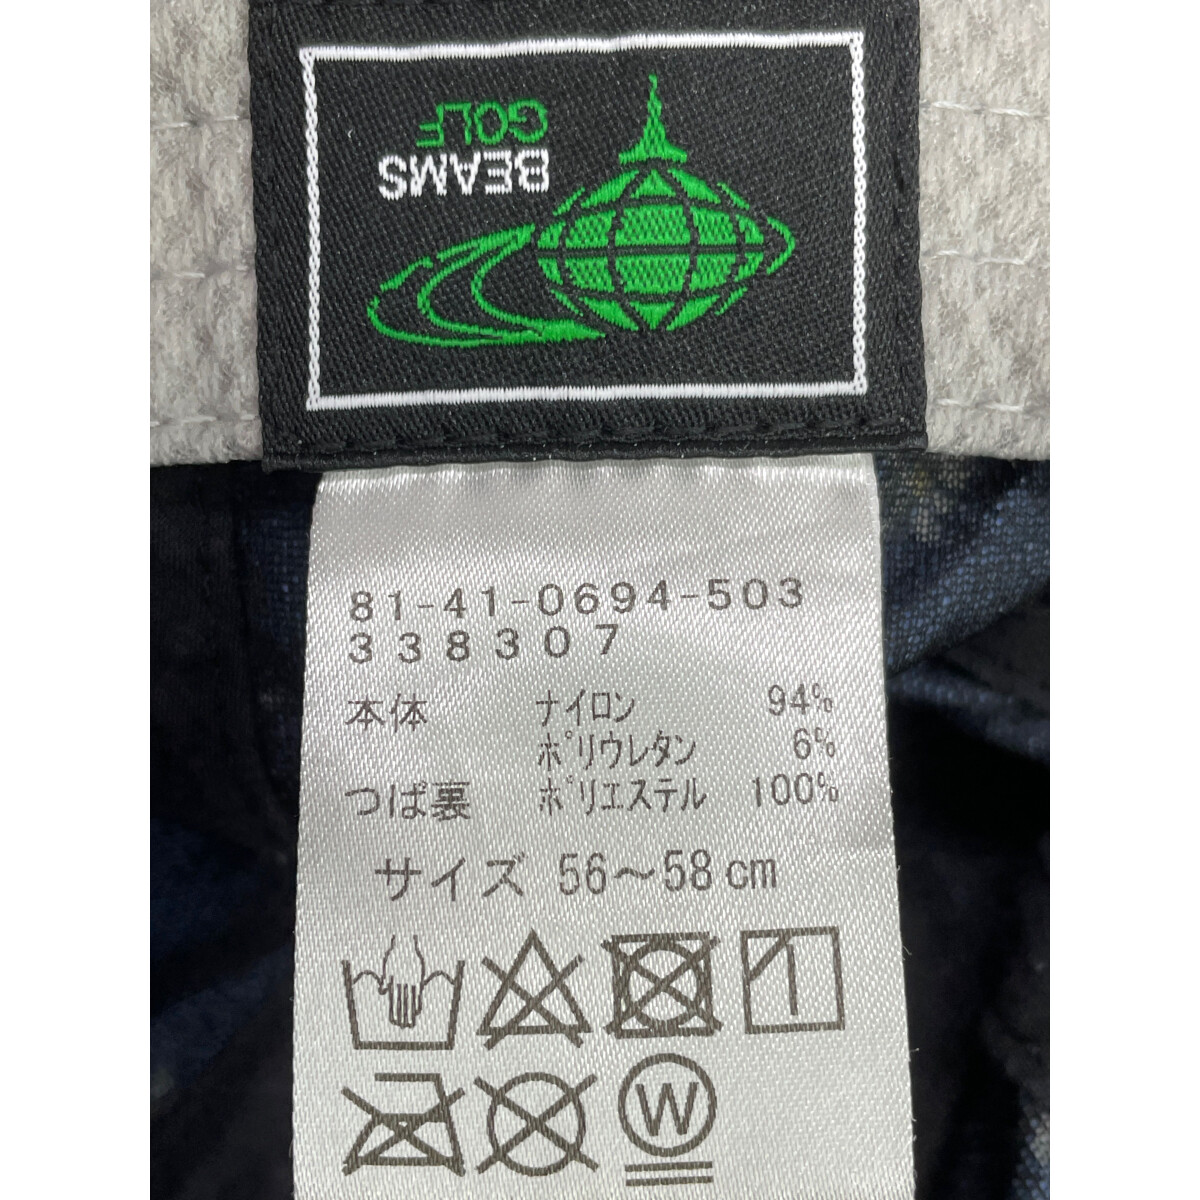 BEAMS
GOLF
81-41-0694-503
338307
本体 ナイロン 94%
ポリウレタン 6%
つば裏 ポリエステル 100%
サイズ 56～58cm
W